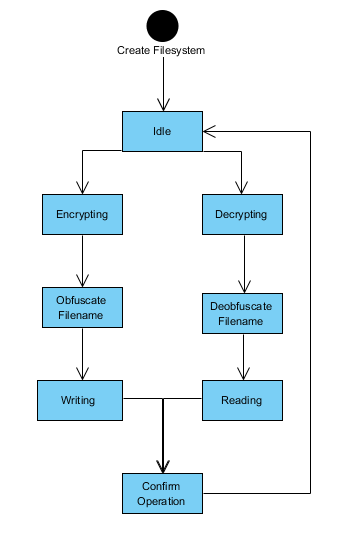 Create Filesystem
Idle
Encrypting
Decrypting
Obfuscate
Filename
Deobfuscate
Filename
Writing
Reading
Confirm
Operation